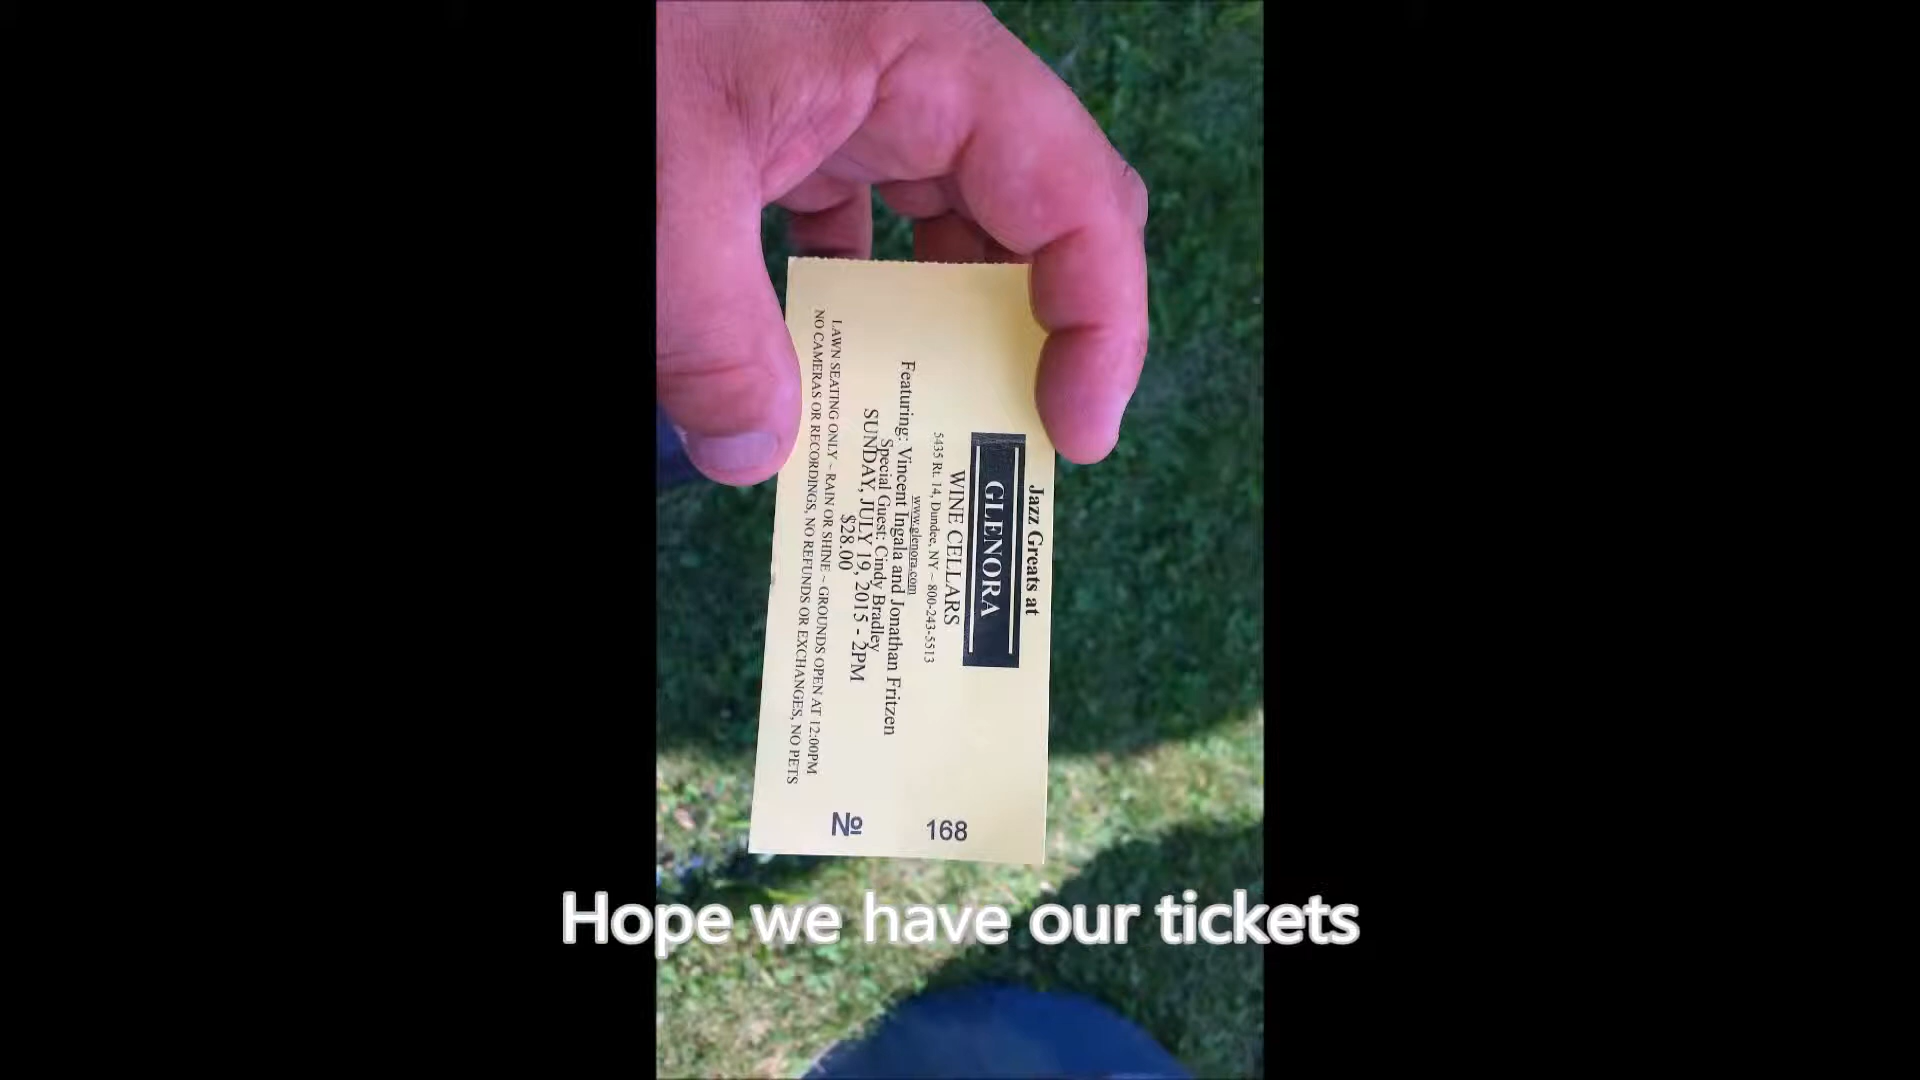 Jazz Greats at
GLENORA
WINE CELLARS
5435 Rt. 14, Dundee, NY ~ 800-243-5513
www.glenora.com
Featuring: Vincent Ingala and Jonathan Fritzen
Special Guest: Cindy Bradley
SUNDAY, JULY 19, 2015 - 2PM
$28.00
LAWN SEATING ONLY ~ RAIN OR SHINE ~ GROUNDS OPEN AT 12:00PM
NO CAMERAS OR RECORDINGS, NO REFUNDS OR EXCHANGES, NO PETS
№ 168
Hope we have our tickets